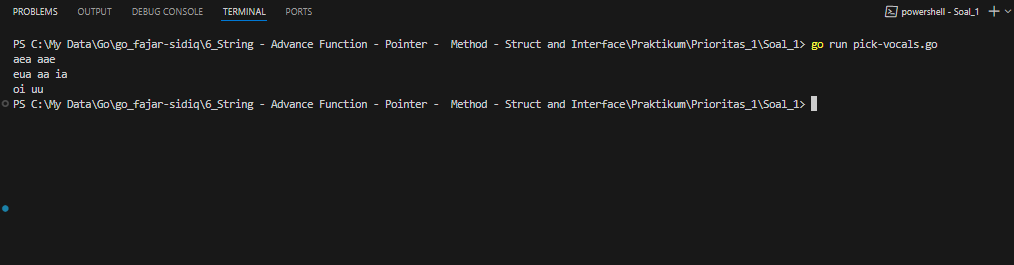 PROBLEMS OUTPUT DEBUG CONSOLE TERMINAL PORTS powershell - Soal_1
PS C:\My Data\Go\go_fajar-sidiq\6_String - Advance Function - Pointer -  Method - Struct and Interface\Praktikum\Prioritas_1\Soal_1> go run pick-vocals.go
aea aae
eua aa ia
oi uu
PS C:\My Data\Go\go_fajar-sidiq\6_String - Advance Function - Pointer -  Method - Struct and Interface\Praktikum\Prioritas_1\Soal_1>